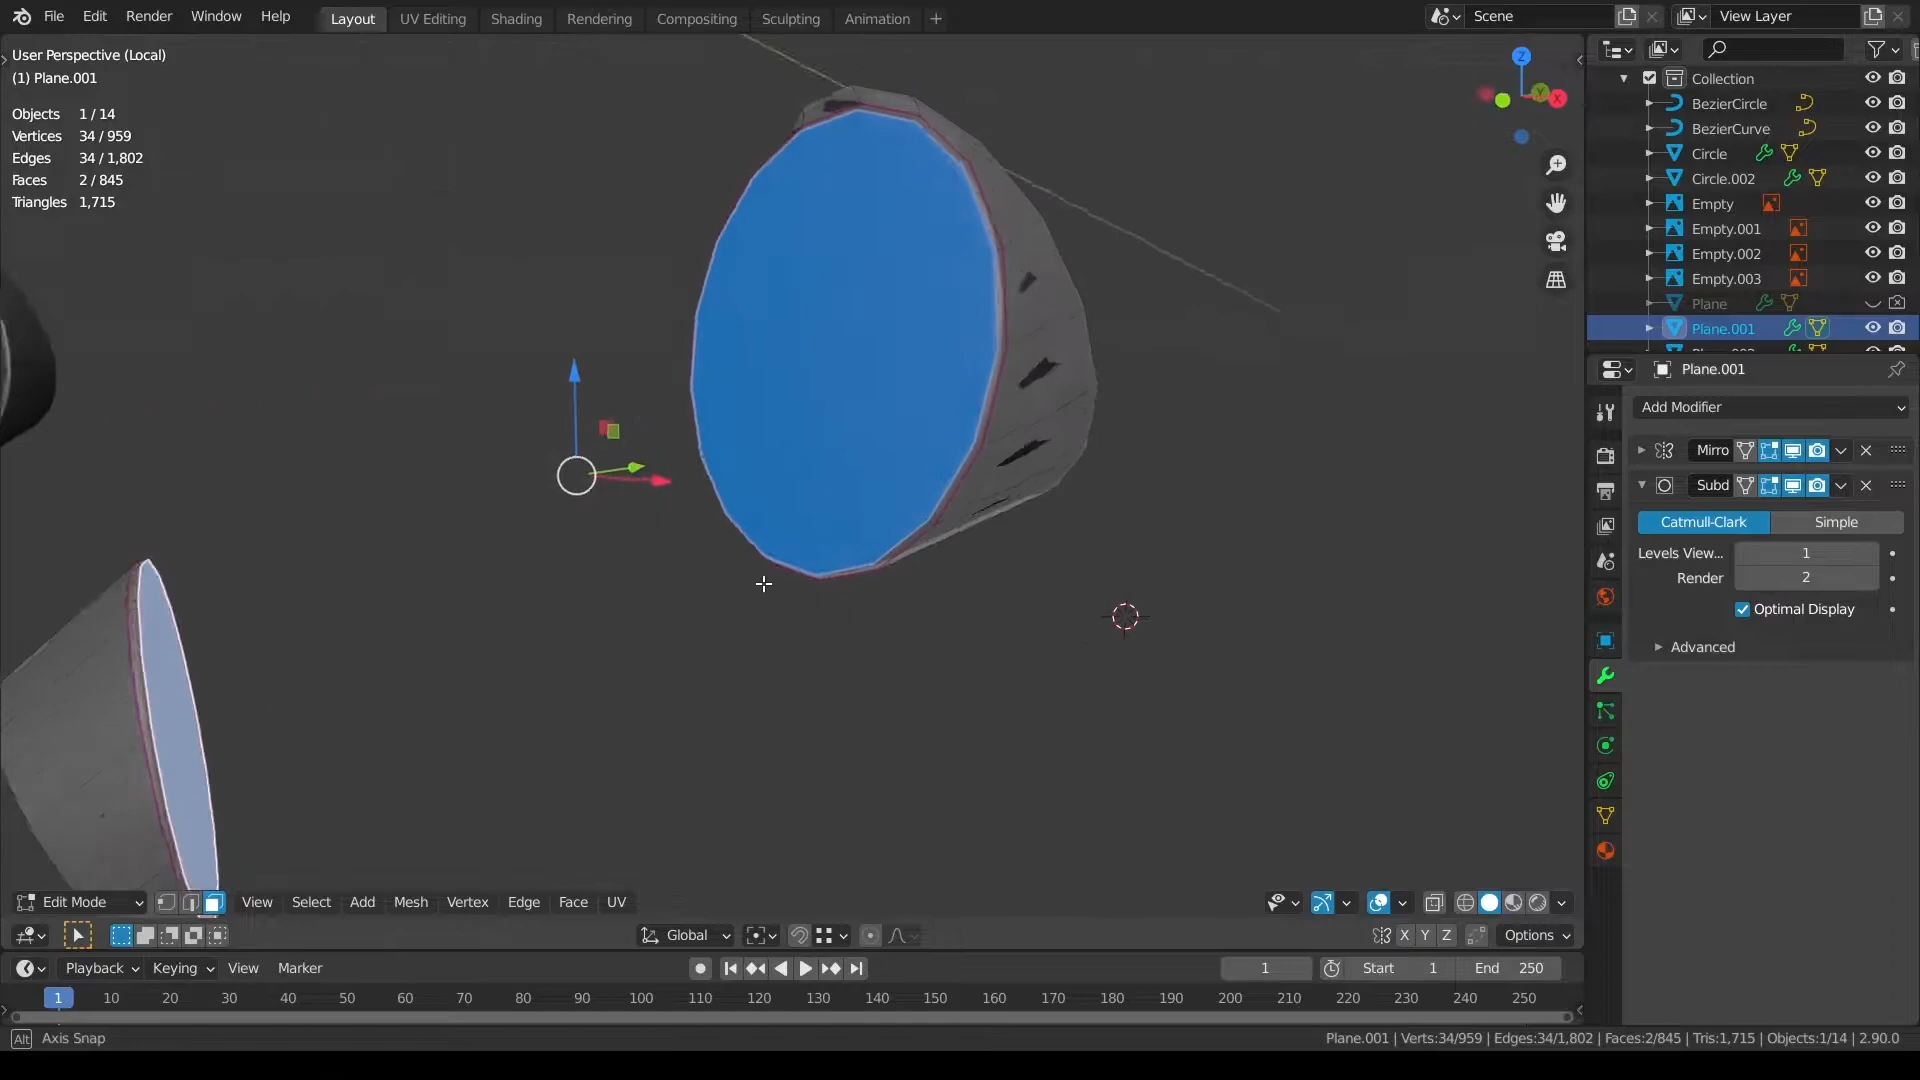 File Edit Render Window Help Layout UV Editing Shading Rendering Compositing Sculpting Animation + Scene View Layer
User Perspective (Local)
(1) Plane.001
Objects 1 / 14
Vertices 34 / 959
Edges 34 / 1,802
Faces 2 / 845
Triangles 1,715
Z
Y
X
Collection
BezierCircle
BezierCurve
Circle
Circle.002
Empty
Empty.001
Empty.002
Empty.003
Plane
Plane.001
Plane.001
Add Modifier
Mirro
Subd
Catmull-Clark Simple
Levels View... 1
Render 2
Optimal Display
Advanced
Edit Mode View Select Add Mesh Vertex Edge Face UV
Global X Y Z Options
Playback Keying View Marker 1 Start 1 End 250
1 10 20 30 40 50 60 70 80 90 100 110 120 130 140 150 160 170 180 190 200 210 220 230 240 250
Alt Axis Snap Plane.001 | Verts:34/959 | Edges:34/1,802 | Faces:2/845 | Tris:1,715 | Objects:1/14 | 2.90.0